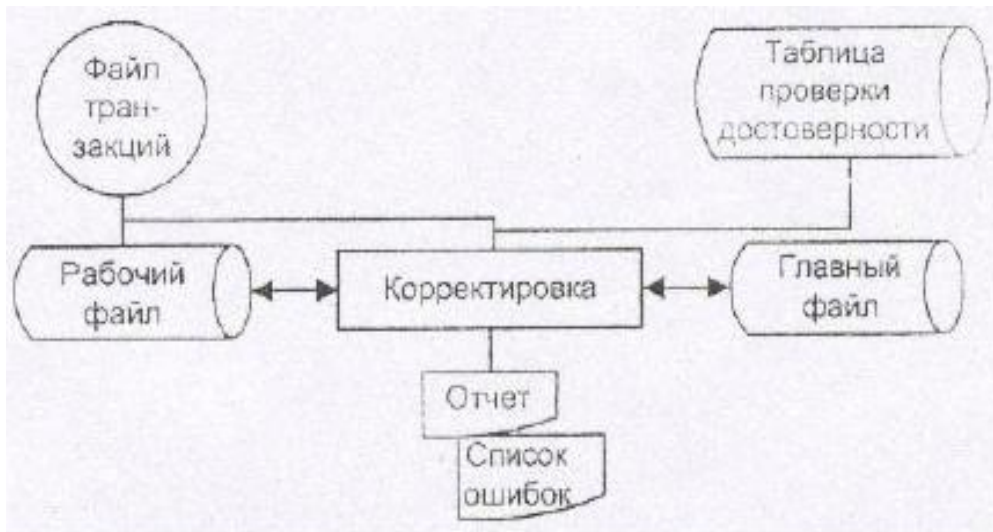 Файл
тран-
закций
Таблица
проверки
достоверности
Рабочий
файл
Корректировка
Главный
файл
Отчет
Список
ошибок